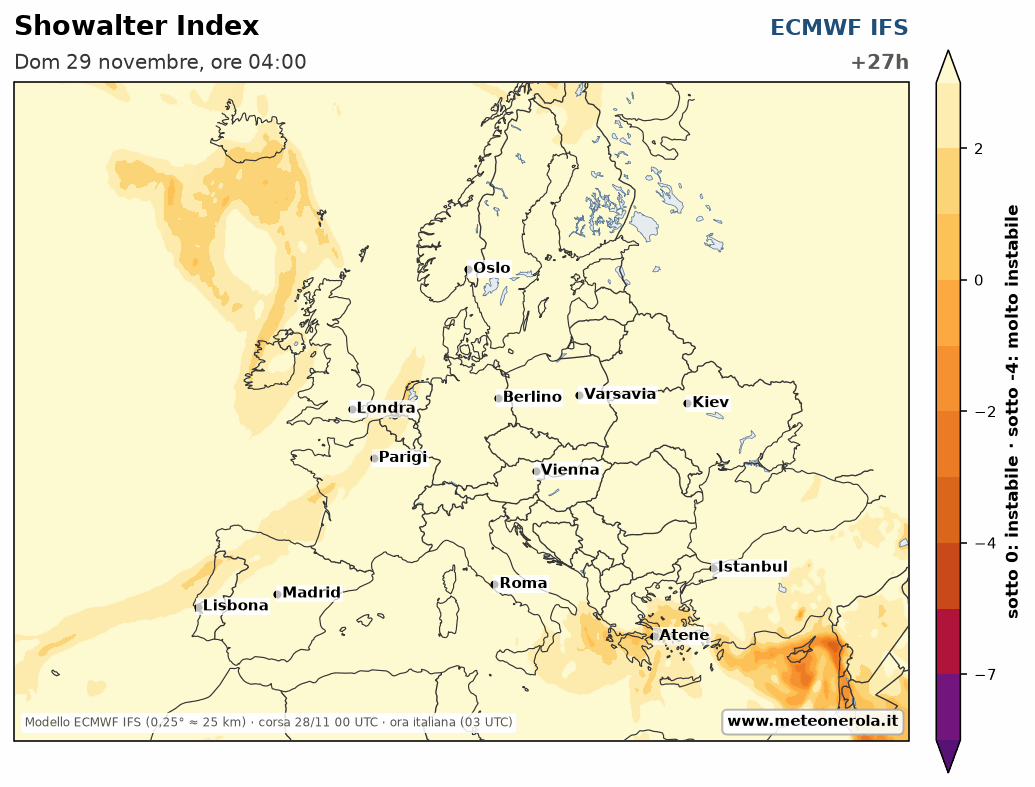 Showalter Index
ECMWF IFS
Dom 29 novembre, ore 04:00
+27h
2
0
−2
−4
−7
sotto 0: instabile · sotto -4: molto instabile
Oslo
Londra
Berlino
Varsavia
Kiev
Parigi
Vienna
Istanbul
Roma
Madrid
Lisbona
Atene
Modello ECMWF IFS (0,25° ≈ 25 km) · corsa 28/11 00 UTC · ora italiana (03 UTC)
www.meteonerola.it